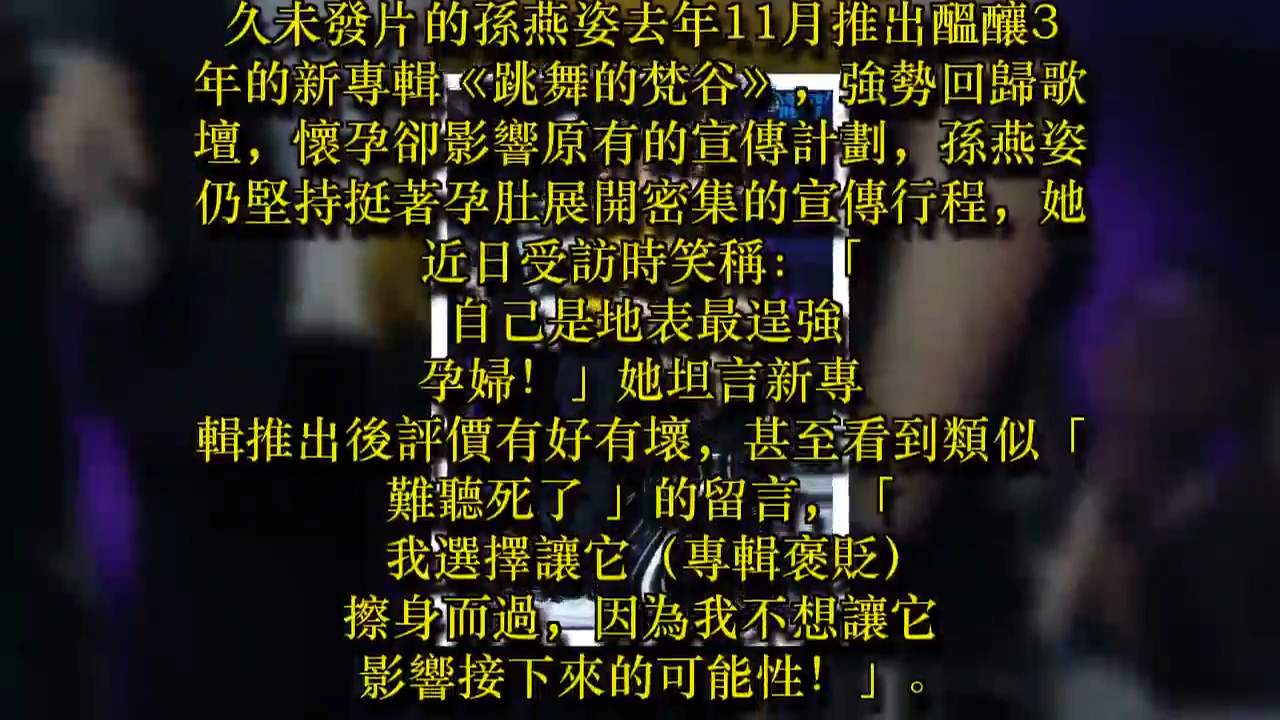 久未發片的孫燕姿去年11月推出醞釀3
年的新專輯《跳舞的梵谷》，強勢回歸歌
壇，懷孕卻影響原有的宣傳計劃，孫燕姿
仍堅持挺著孕肚展開密集的宣傳行程，她
近日受訪時笑稱：「
自己是地表最逞強
孕婦！」她坦言新專
輯推出後評價有好有壞，甚至看到類似「
難聽死了 」的留言，「
我選擇讓它（專輯褒貶）
擦身而過，因為我不想讓它
影響接下來的可能性！」。